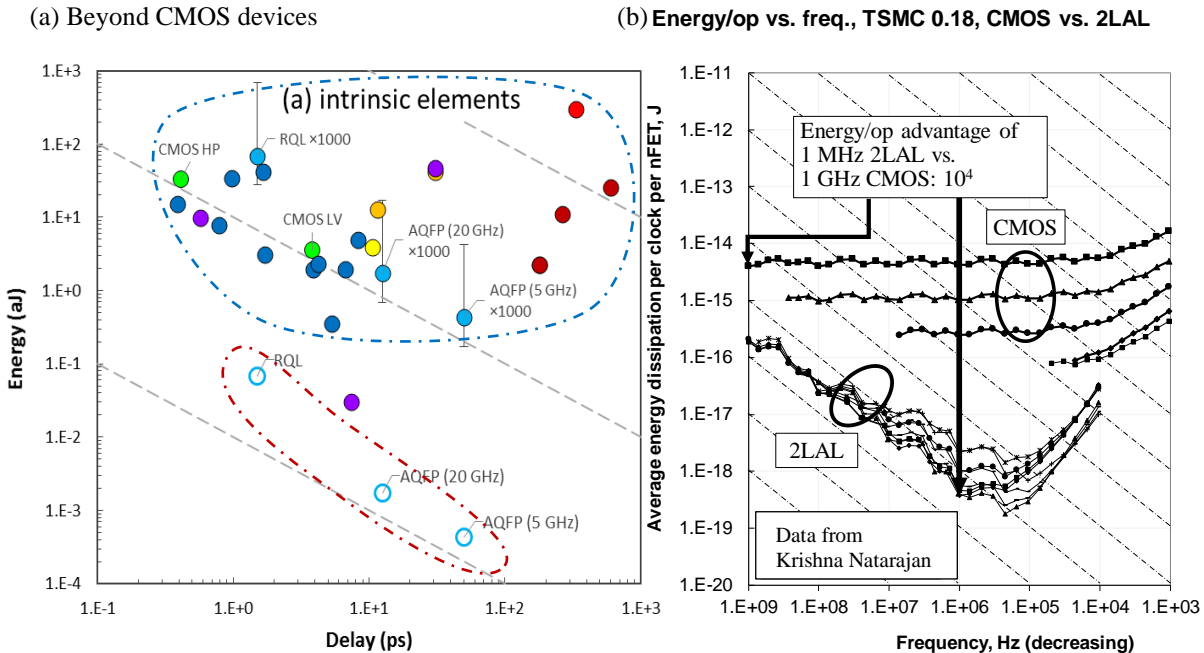 (a) Beyond CMOS devices
1.E+3
1.E+2
1.E+1
1.E+0
1.E-1
1.E-2
1.E-3
1.E-4
Energy (aJ)
(a) intrinsic elements
CMOS HP
RQL ×1000
CMOS LV
AQFP (20 GHz)
×1000
AQFP (5 GHz)
×1000
RQL
AQFP (20 GHz)
AQFP (5 GHz)
1.E-1
1.E+0
1.E+1
1.E+2
1.E+3
Delay (ps)
(b) Energy/op vs. freq., TSMC 0.18, CMOS vs. 2LAL
1.E-11
1.E-12
1.E-13
1.E-14
1.E-15
1.E-16
1.E-17
1.E-18
1.E-19
1.E-20
Average energy dissipation per clock per nFET, J
Energy/op advantage of
1 MHz 2LAL vs.
1 GHz CMOS: 10⁴
CMOS
2LAL
Data from
Krishna Natarajan
1.E+09
1.E+08
1.E+07
1.E+06
1.E+05
1.E+04
1.E+03
Frequency, Hz (decreasing)